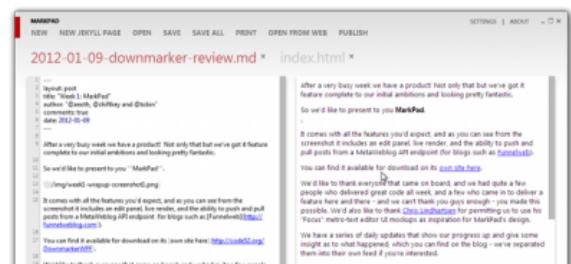 MARKPAD
SETTINGS | ABOUT
NEW NEW JEKYLL PAGE OPEN SAVE SAVE ALL PRINT OPEN FROM WEB PUBLISH
2012-01-09-downmarker-review.md × index.html ×
1 ---
2 layout: post
3 title: "Week 1: MarkPad"
4 author: "@aeoth, @shiftkey and @tobin"
5 comments: true
6 date: 2012-01-09
7 ---
8
9 After a very busy week we have a product! Not only that but we've got it
feature complete to our initial ambitions and looking pretty fantastic.
So we'd like to present to you **MarkPad**.
/img/week1-wrapup-screenshot1.png
It comes with all the features you'd expect, and as you can see from the
screenshot it includes an edit panel, live render, and the ability to push and pull
posts from a MetaWeblog API endpoint (for blogs such as [Funnelweb](http://
funnelweblog.com)).
You can find it available for download on its [own site here](http://code52.org/
DownmarkerWPF).
After a very busy week we have a product! Not only that but we've got it
feature complete to our initial ambitions and looking pretty fantastic.
So we'd like to present to you MarkPad.
.
It comes with all the features you'd expect, and as you can see from the
screenshot it includes an edit panel, live render, and the ability to push and
pull posts from a MetaWeblog API endpoint (for blogs such as Funnelweb).
You can find it available for download on its own site here.
We'd like to thank everyone that came on board, and we had quite a few
people who delivered great code all week, and a few who came in to deliver a
feature here and there - and we can't thank you guys enough - you made this
possible. We'd also like to thank Chris Lindhartsen for permitting us to use his
"Focus" metro-text editor UI mockups as inspiration for MarkPad's design.
We have a series of daily updates that show our progress up and give some
insight as to what happened, which you can find on the blog - we've separated
them into their own feed if you're interested.